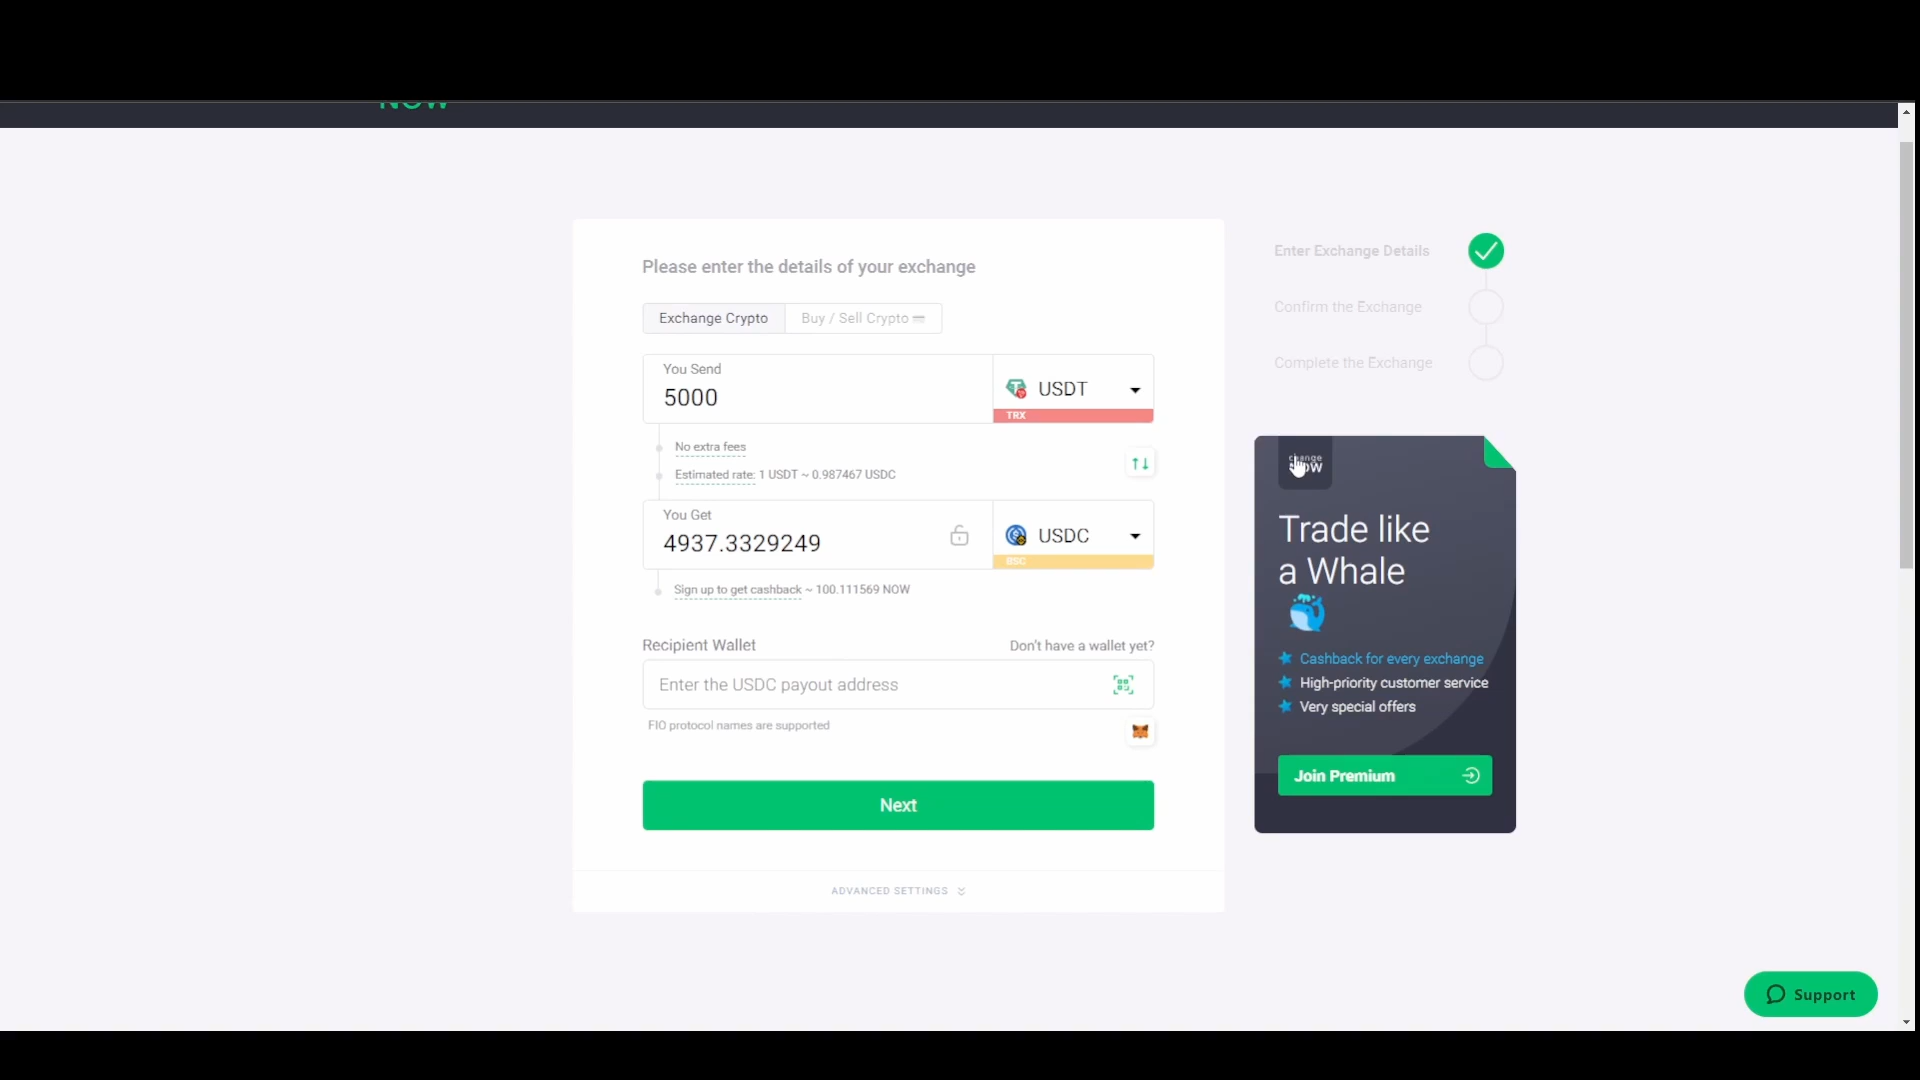 NOW
Please enter the details of your exchange
Exchange Crypto
Buy / Sell Crypto
You Send
5000
USDT
TRX
No extra fees
Estimated rate: 1 USDT ~ 0.987467 USDC
You Get
4937.3329249
USDC
BSC
Sign up to get cashback ~ 100.111569 NOW
Recipient Wallet
Don't have a wallet yet?
Enter the USDC payout address
FIO protocol names are supported
Next
ADVANCED SETTINGS
Enter Exchange Details
Confirm the Exchange
Complete the Exchange
change
NOW
Trade like
a Whale
Cashback for every exchange
High-priority customer service
Very special offers
Join Premium
Support